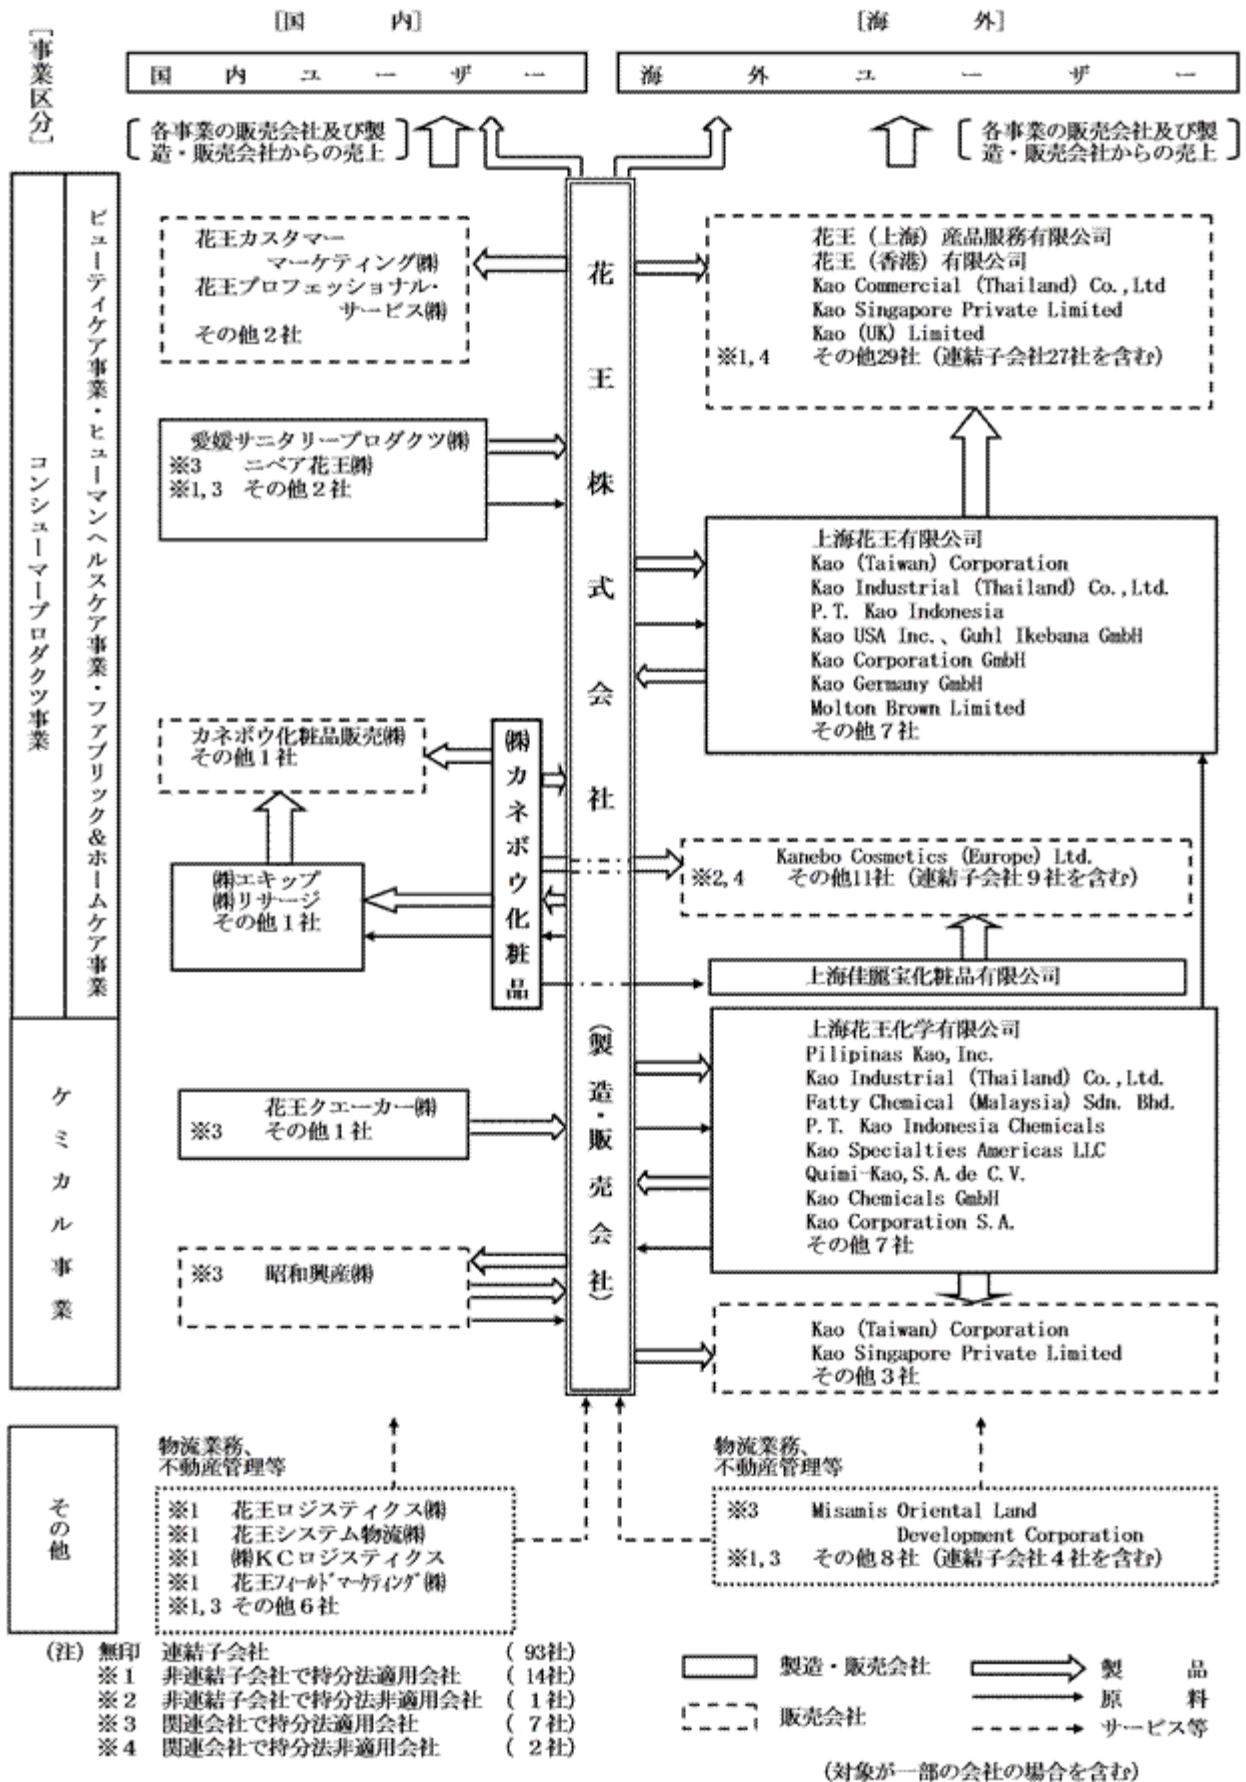 ［国　　内］
［海　　外］
［事業区分］
国内ユーザー
海外ユーザー
各事業の販売会社及び製
造・販売会社からの売上
各事業の販売会社及び製
造・販売会社からの売上
コンシューマープロダクツ事業
ビューティケア事業・ヒューマンヘルスケア事業・ファブリック&ホームケア事業
花王カスタマー
マーケティング㈱
花王プロフェッショナル・
サービス㈱
その他２社
愛媛サニタリープロダクツ㈱
※3　ニベア花王㈱
※1,3　その他２社
カネボウ化粧品販売㈱
その他１社
㈱エキップ
㈱リサージ
その他１社
㈱カネボウ化粧品
花王株式会社（製造・販売会社）
花王（上海）産品服務有限公司
花王（香港）有限公司
Kao Commercial (Thailand) Co.,Ltd
Kao Singapore Private Limited
Kao (UK) Limited
※1,4　その他29社（連結子会社27社を含む）
上海花王有限公司
Kao (Taiwan) Corporation
Kao Industrial (Thailand) Co.,Ltd.
P.T. Kao Indonesia
Kao USA Inc.、Guhl Ikebana GmbH
Kao Corporation GmbH
Kao Germany GmbH
Molton Brown Limited
その他７社
Kanebo Cosmetics (Europe) Ltd.
※2,4　その他11社（連結子会社９社を含む）
上海佳麗宝化粧品有限公司
ケミカル事業
花王クエーカー㈱
※3　その他１社
※3　昭和興産㈱
上海花王化学有限公司
Pilipinas Kao,Inc.
Kao Industrial (Thailand) Co.,Ltd.
Fatty Chemical (Malaysia) Sdn. Bhd.
P.T. Kao Indonesia Chemicals
Kao Specialties Americas LLC
Quimi-Kao,S.A.de C.V.
Kao Chemicals GmbH
Kao Corporation S.A.
その他７社
Kao (Taiwan) Corporation
Kao Singapore Private Limited
その他３社
その他
物流業務、
不動産管理等
※1　花王ロジスティクス㈱
※1　花王システム物流㈱
※1　㈱ＫＣロジスティクス
※1　花王ﾌｨｰﾙﾄﾞﾏｰｹﾃｨﾝｸﾞ㈱
※1,3 その他６社
物流業務、
不動産管理等
※3　Misamis Oriental Land
Development Corporation
※1,3　その他８社（連結子会社４社を含む）
(注) 無印　連結子会社　( 93社)
※１　非連結子会社で持分法適用会社　( 14社)
※２　非連結子会社で持分法非適用会社　( 1社)
※３　関連会社で持分法適用会社　( 7社)
※４　関連会社で持分法非適用会社　( 2社)
製造・販売会社
販売会社
製　品
原　料
サービス等
(対象が一部の会社の場合を含む)